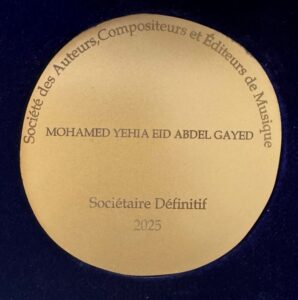 Société des Auteurs, Compositeurs et Éditeurs de Musique
MOHAMED YEHIA EID ABDEL GAYED
Sociétaire Définitif
2025